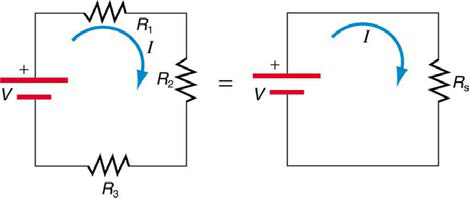 R1
I
+
V
R2
R3
=
I
+
V
Rs